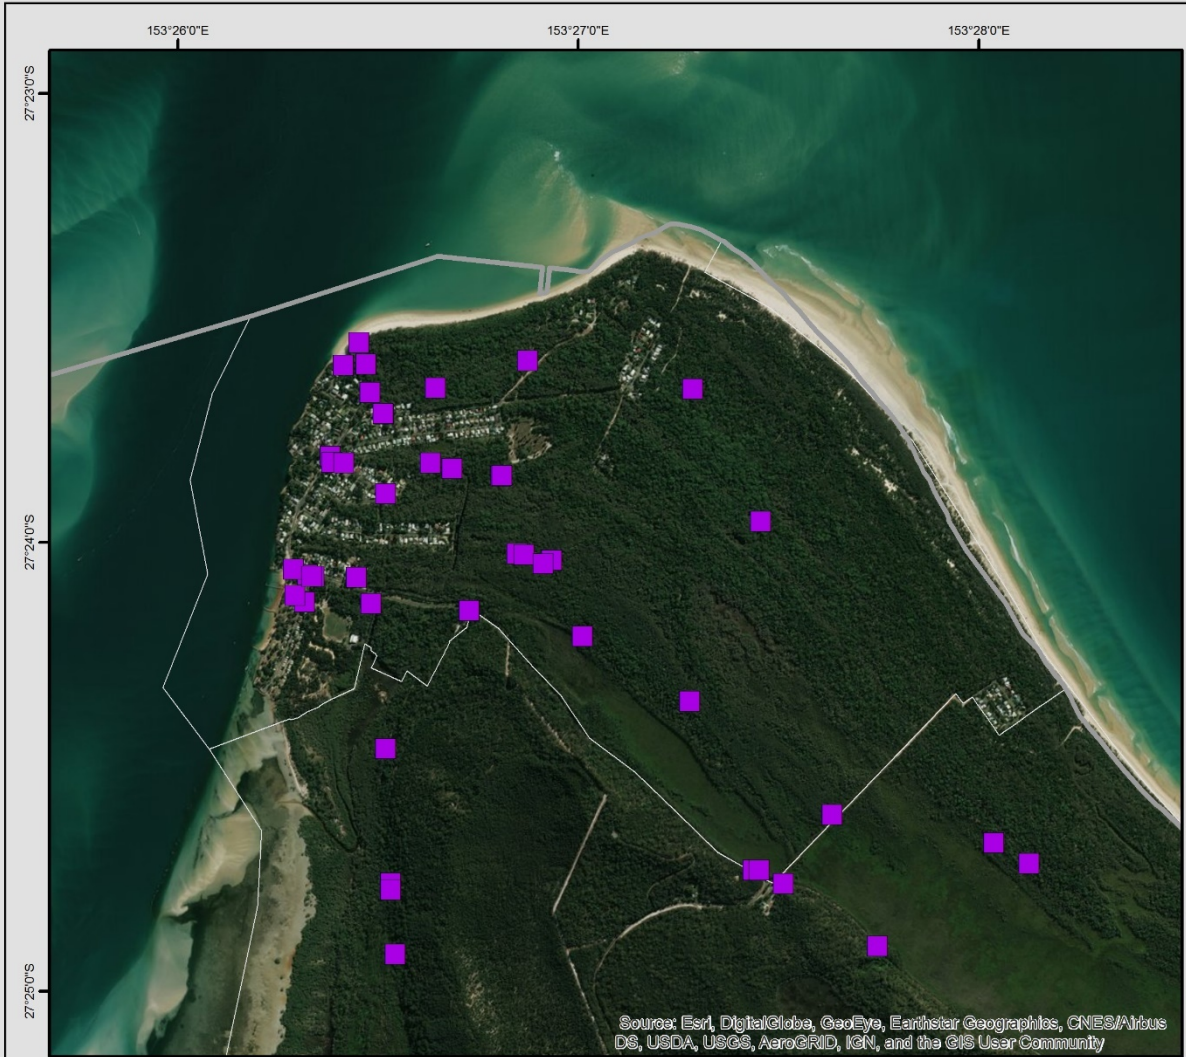 153°26'0"E
153°27'0"E
153°28'0"E
27°23'0"S
27°24'0"S
27°25'0"S
Source: Esri, DigitalGlobe, GeoEye, Earthstar Geographics, CNES/Airbus
DS, USDA, USGS, AeroGRID, IGN, and the GIS User Community